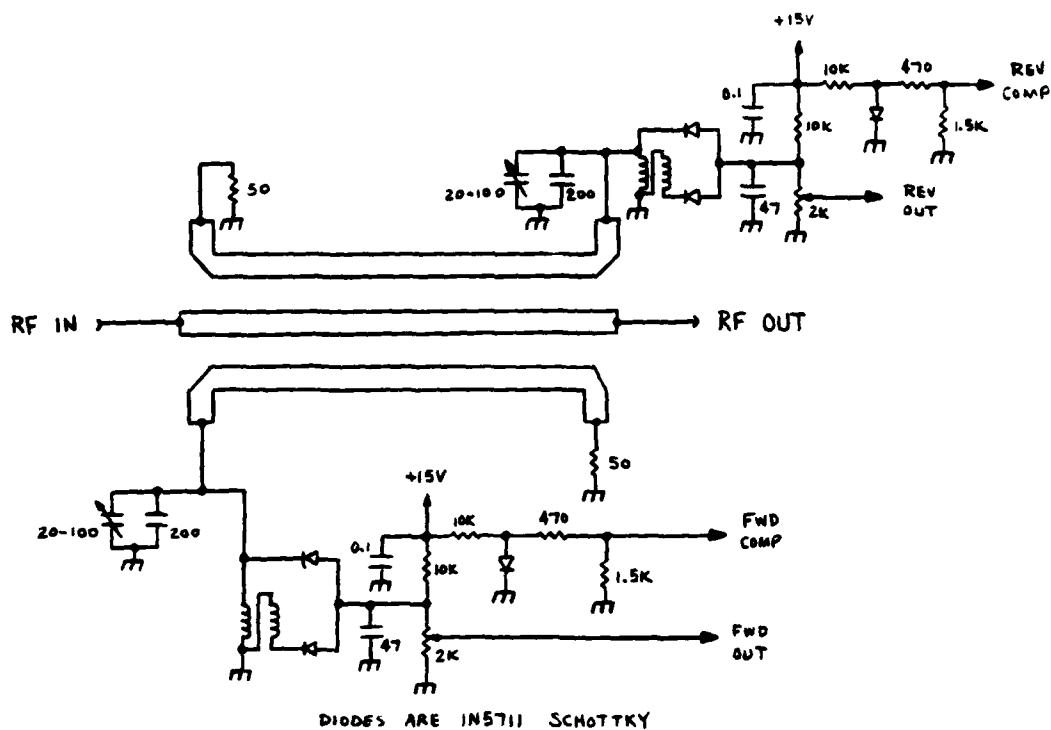 +15V
10K
470
REV
COMP
0.1
10K
1.5K
50
20-100
200
47
2K
REV
OUT
RF IN
RF OUT
50
+15V
20-100
200
10K
470
FWD
COMP
0.1
10K
1.5K
47
2K
FWD
OUT
DIODES ARE 1N5711 SCHOTTKY